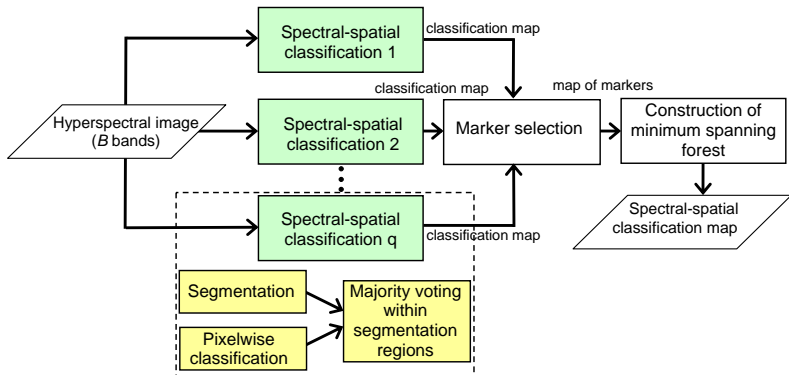 Spectral-spatial
classification 1
classification map
Hyperspectral image
(B bands)
Spectral-spatial
classification 2
classification map
Marker selection
map of markers
Construction of
minimum spanning
forest
Spectral-spatial
classification q
classification map
Spectral-spatial
classification map
Segmentation
Pixelwise
classification
Majority voting
within
segmentation
regions